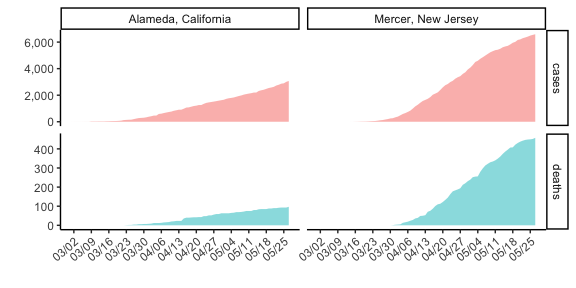 Alameda, California
Mercer, New Jersey
6,000
4,000
2,000
0
cases
400
300
200
100
0
deaths
03/02 03/09 03/16 03/23 03/30 04/06 04/13 04/20 04/27 05/04 05/11 05/18 05/25
03/02 03/09 03/16 03/23 03/30 04/06 04/13 04/20 04/27 05/04 05/11 05/18 05/25